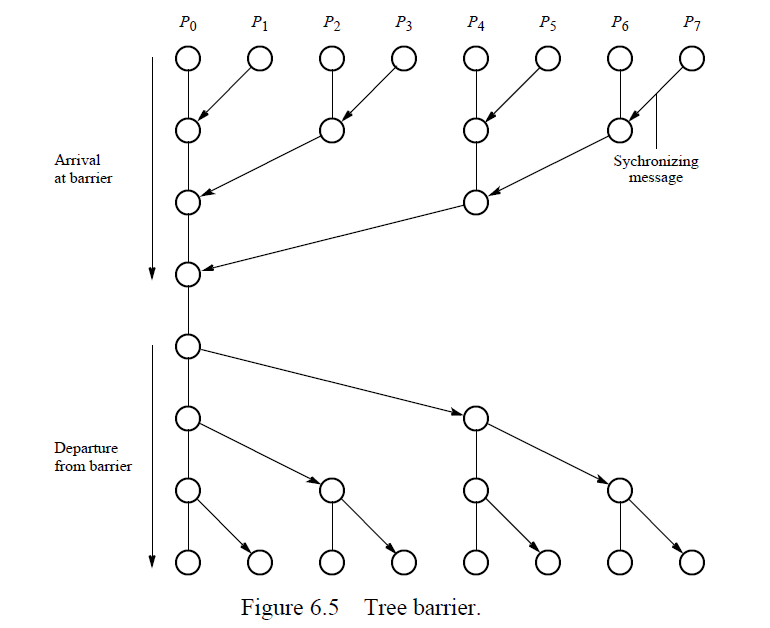 P0 P1 P2 P3 P4 P5 P6 P7
Arrival
at barrier
Sychronizing
message
Departure
from barrier
Figure 6.5 Tree barrier.